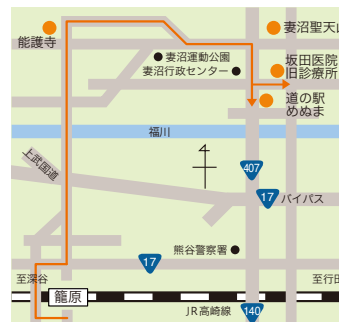 能護寺
妻沼聖天山
妻沼運動公園
妻沼行政センター
坂田医院
旧診療所
道の駅
めぬま
福川
上武国道
407
17
バイパス
熊谷警察署
17
至深谷
至行田
籠原
JR高崎線
140